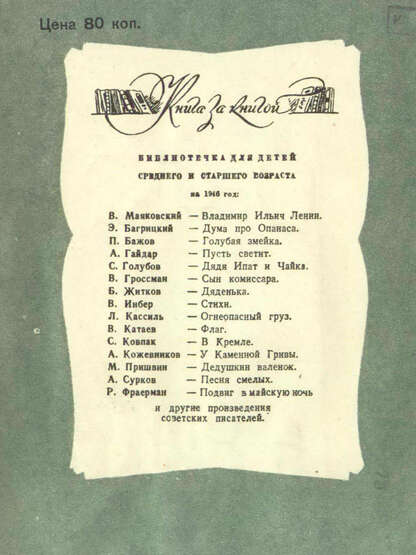 Цена 80 коп.
Книга за книгой
БИБЛИОТЕЧКА ДЛЯ ДЕТЕЙ
СРЕДНЕГО И СТАРШЕГО ВОЗРАСТА
на 1946 год:
В. Маяковский — Владимир Ильич Ленин.
Э. Багрицкий — Дума про Опанаса.
П. Бажов — Голубая змейка.
А. Гайдар — Пусть светит.
С. Голубов — Дядя Ипат и Чайка.
В. Гроссман — Сын комиссара.
Б. Житков — Дяденька.
В. Инбер — Стихи.
Л. Кассиль — Огнеопасный груз.
В. Катаев — Флаг.
С. Ковпак — В Кремле.
А. Кожевников — У Каменной Гривы.
М. Пришвин — Дедушкин валенок.
А. Сурков — Песня смелых.
Р. Фраерман — Подвиг в майскую ночь
и другие произведения
советских писателей.